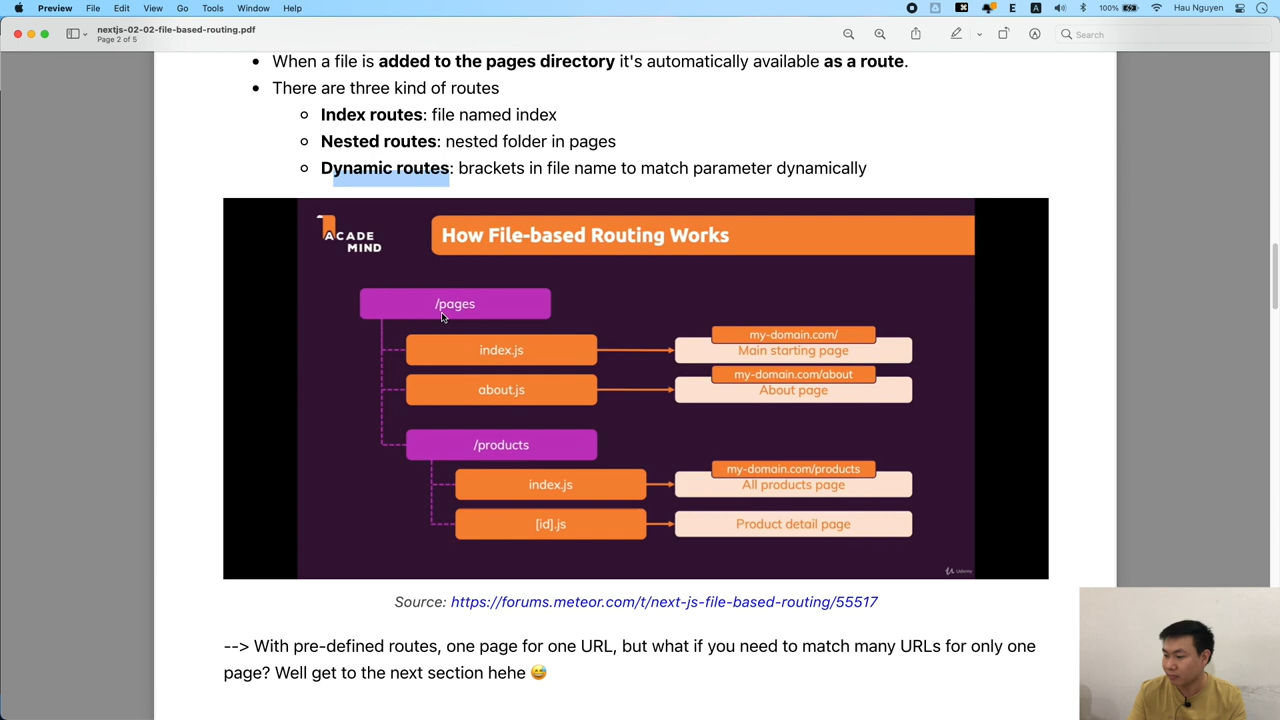 Preview File Edit View Go Tools Window Help 100% Hau Nguyen
nextjs-02-02-file-based-routing.pdf
Page 2 of 5
Search
• When a file is added to the pages directory it's automatically available as a route.
• There are three kind of routes
Index routes: file named index
Nested routes: nested folder in pages
Dynamic routes: brackets in file name to match parameter dynamically
ACADE
MIND
How File-based Routing Works
/pages
my-domain.com/
index.js
Main starting page
my-domain.com/about
about.js
About page
/products
my-domain.com/products
index.js
All products page
[id].js
Product detail page
Udemy
Source: https://forums.meteor.com/t/next-js-file-based-routing/55517
--> With pre-defined routes, one page for one URL, but what if you need to match many URLs for only one
page? Well get to the next section hehe 😅